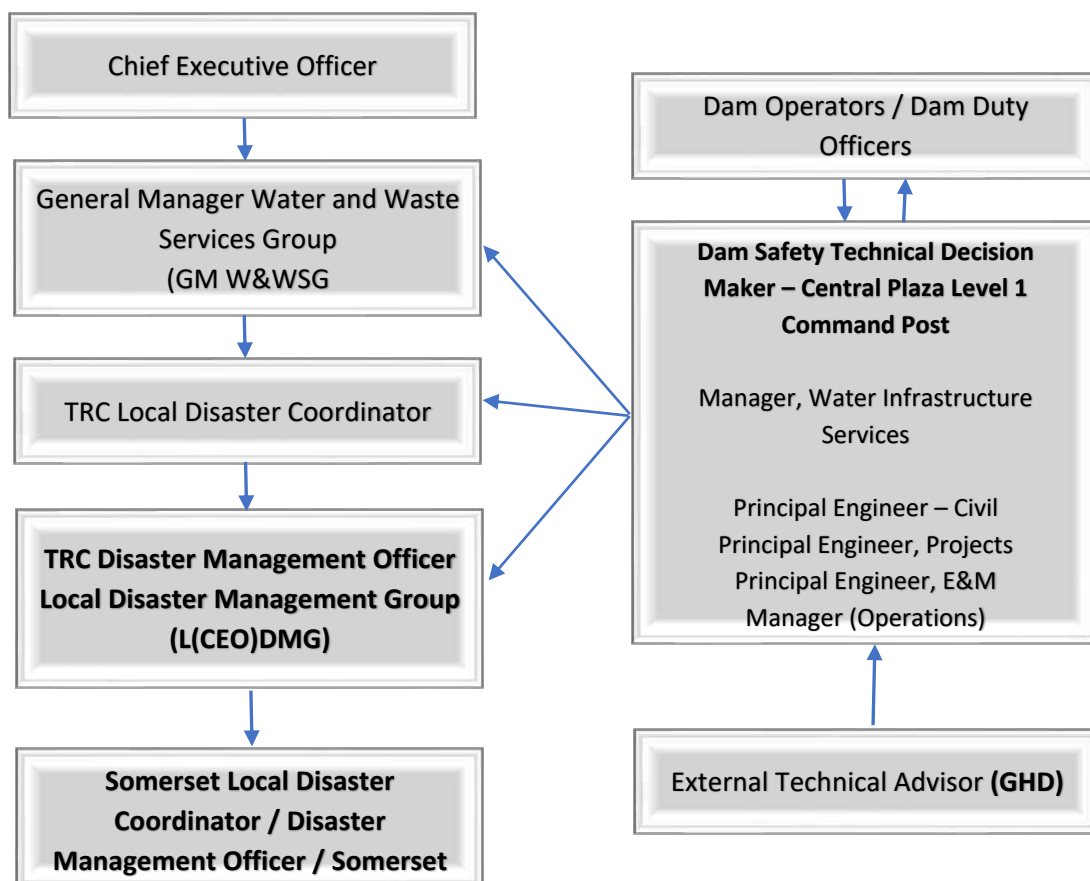 Chief Executive Officer
General Manager Water and Waste
Services Group
(GM W&WSG
TRC Local Disaster Coordinator
TRC Disaster Management Officer
Local Disaster Management Group
(L(CEO)DMG)
Somerset Local Disaster
Coordinator / Disaster
Management Officer / Somerset
Dam Operators / Dam Duty
Officers
Dam Safety Technical Decision
Maker – Central Plaza Level 1
Command Post
Manager, Water Infrastructure
Services
Principal Engineer – Civil
Principal Engineer, Projects
Principal Engineer, E&M
Manager (Operations)
External Technical Advisor (GHD)